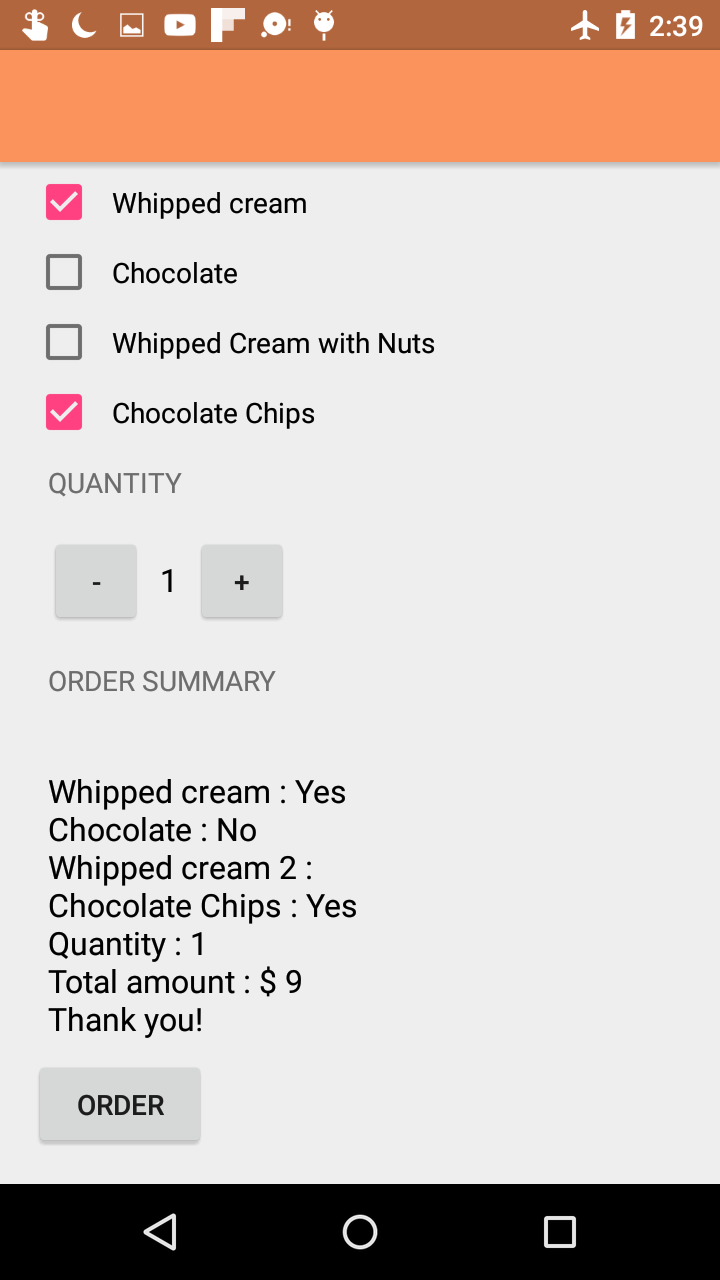 2:39
Whipped cream
Chocolate
Whipped Cream with Nuts
Chocolate Chips
QUANTITY
- 1 +
ORDER SUMMARY
Whipped cream : Yes
Chocolate : No
Whipped cream 2 :
Chocolate Chips : Yes
Quantity : 1
Total amount : $ 9
Thank you!
ORDER